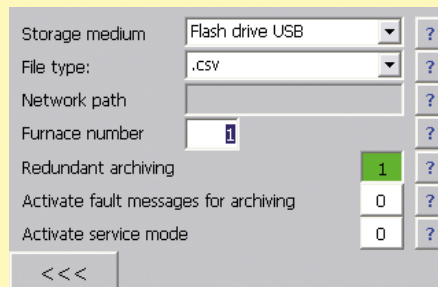 Storage medium Flash drive USB ?
File type: .csv ?
Network path ?
Furnace number 1 ?
Redundant archiving 1 ?
Activate fault messages for archiving 0 ?
Activate service mode 0 ?
<<<